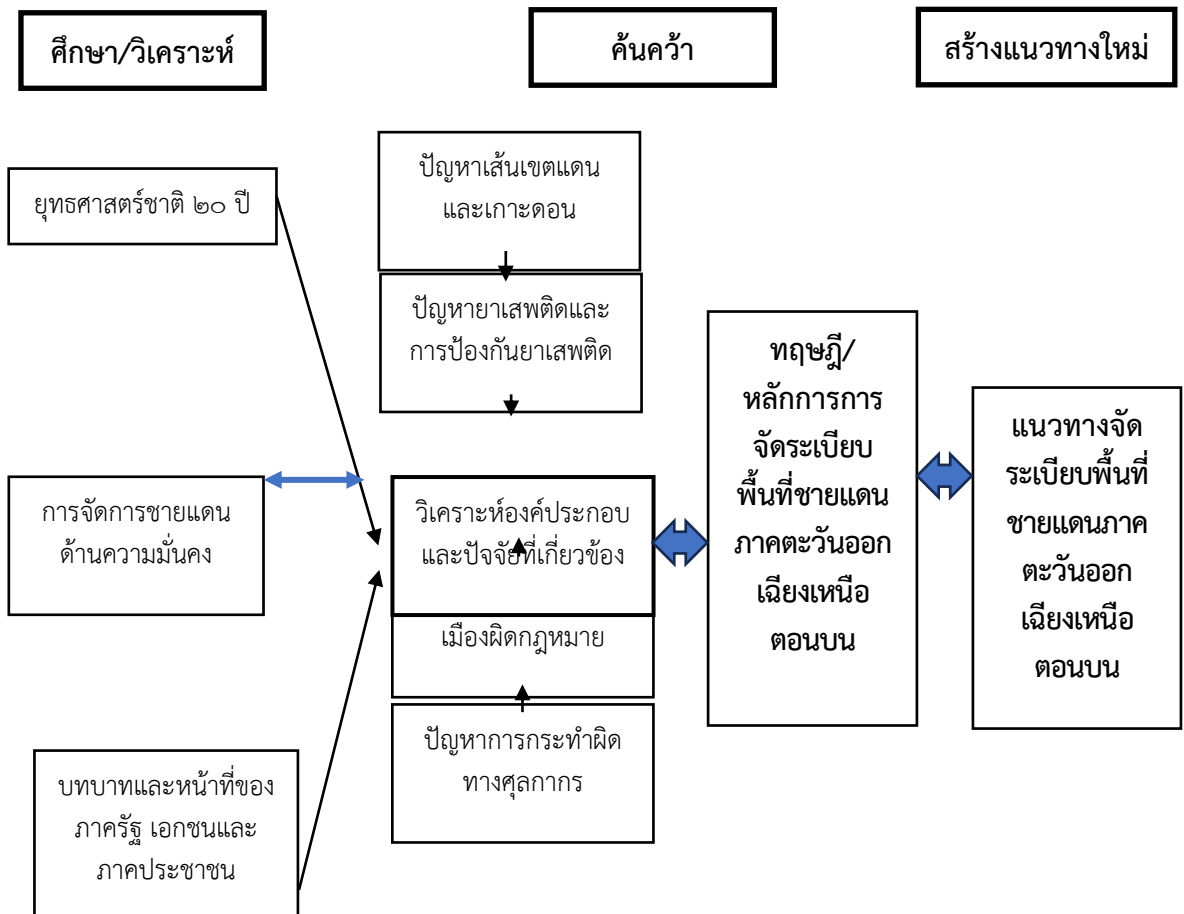 ศึกษา/วิเคราะห์
ค้นคว้า
สร้างแนวทางใหม่
ยุทธศาสตร์ชาติ ๒๐ ปี
การจัดการชายแดน
ด้านความมั่นคง
บทบาทและหน้าที่ของ
ภาครัฐ เอกชนและ
ภาคประชาชน
ปัญหาเส้นเขตแดน
และเกาะดอน
ปัญหายาเสพติดและ
การป้องกันยาเสพติด
วิเคราะห์องค์ประกอบ
และปัจจัยที่เกี่ยวข้อง
เมืองผิดกฎหมาย
ปัญหาการกระทำผิด
ทางศุลกากร
ทฤษฎี/
หลักการการ
จัดระเบียบ
พื้นที่ชายแดน
ภาคตะวันออก
เฉียงเหนือ
ตอนบน
แนวทางจัด
ระเบียบพื้นที่
ชายแดนภาค
ตะวันออก
เฉียงเหนือ
ตอนบน